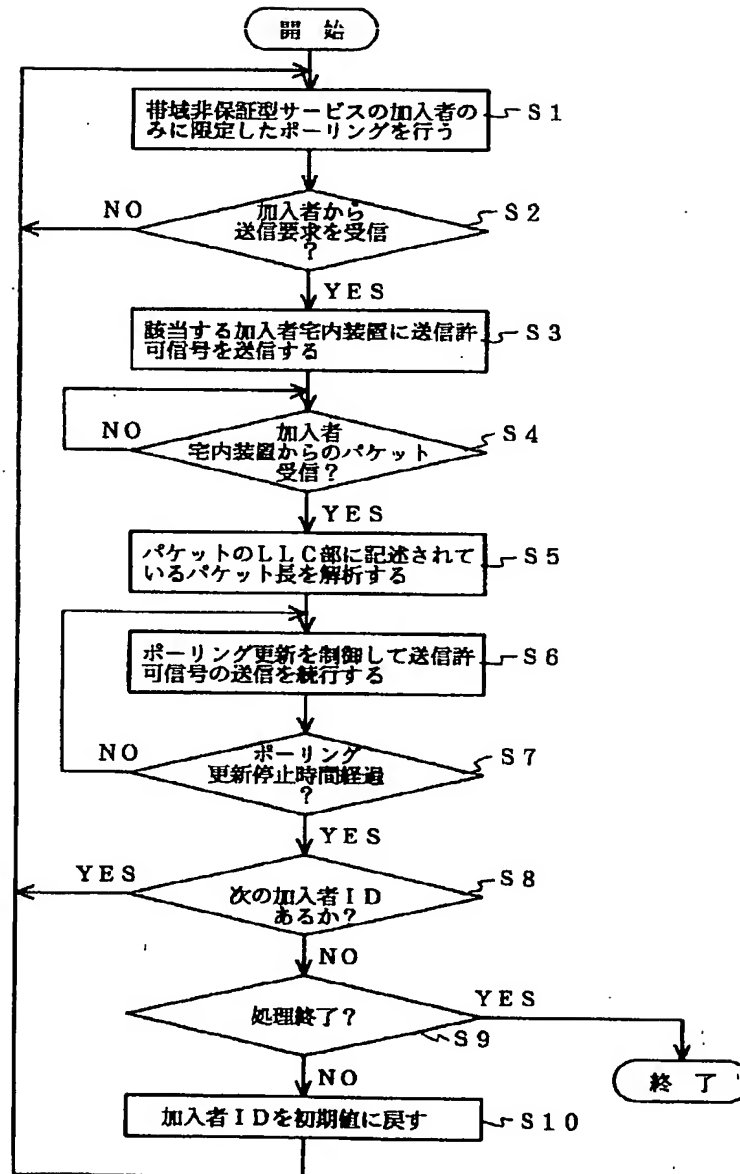 開 始
帯域非保証型サービスの加入者の
みに限定したポーリングを行う
S1
NO
加入者から
送信要求を受信
?
S2
YES
該当する加入者宅内装置に送信許
可信号を送信する
S3
NO
加入者
宅内装置からのパケット
受信?
S4
YES
パケットのLLC部に記述されて
いるパケット長を解析する
S5
ポーリング更新を制御して送信許
可信号の送信を続行する
S6
NO
ポーリング
更新停止時間経過
?
S7
YES
YES
次の加入者ID
あるか?
S8
NO
処理終了?
YES
S9
NO
終 了
加入者IDを初期値に戻す
S10